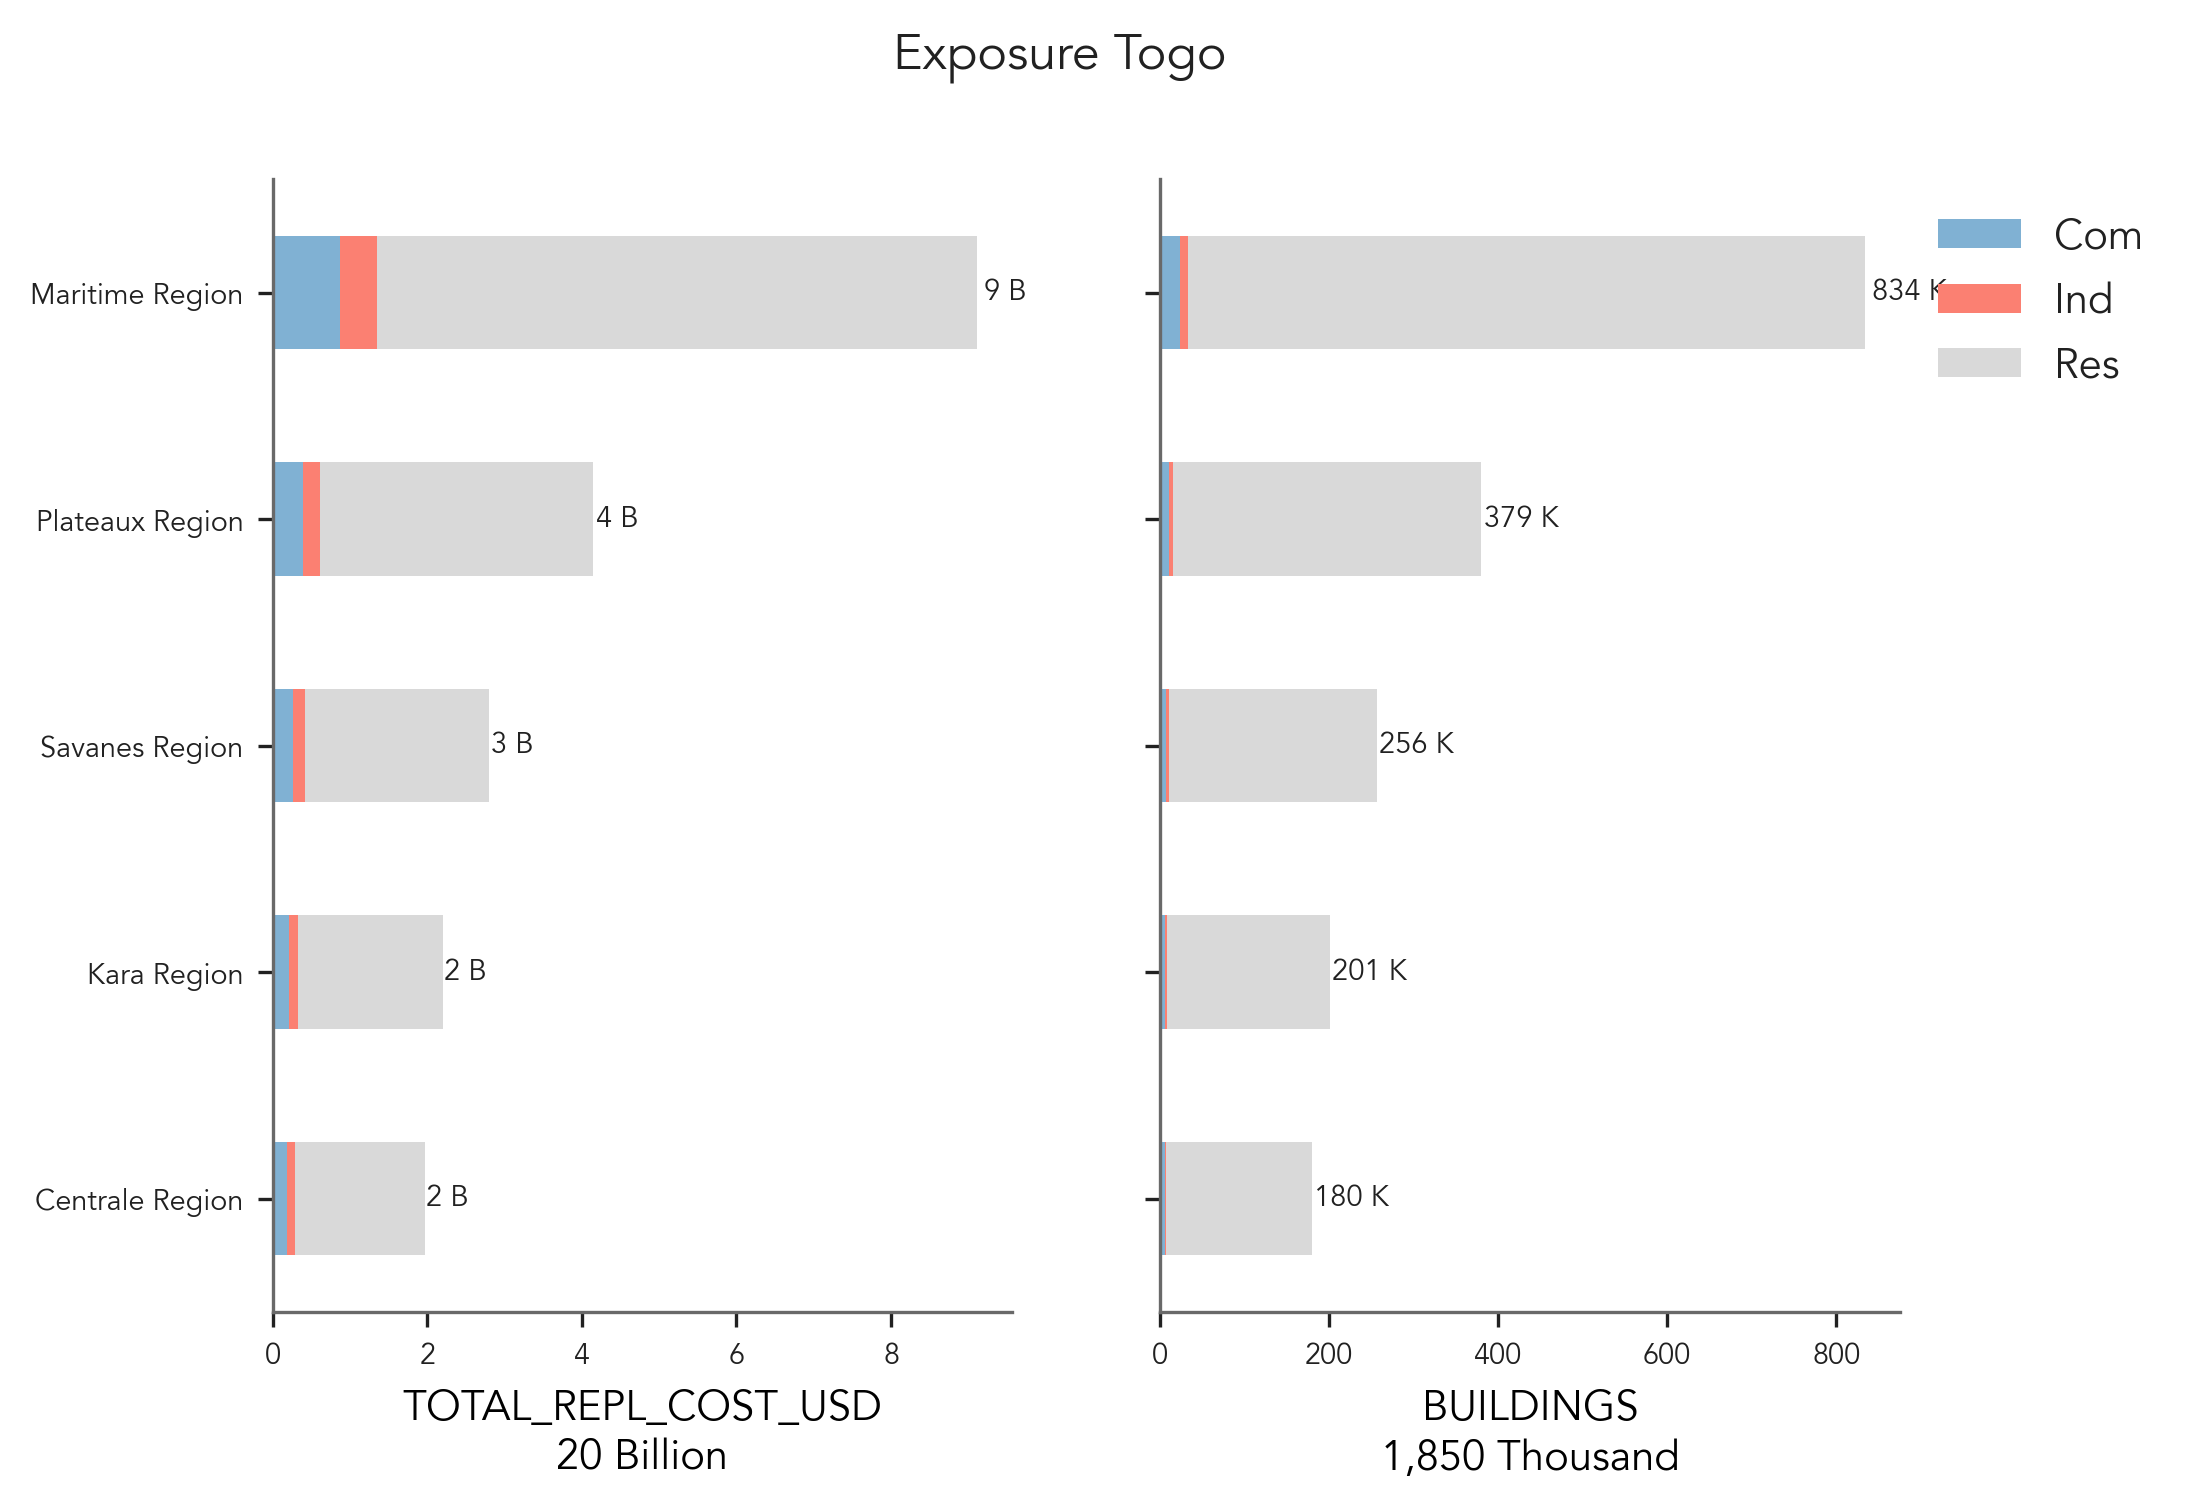 Exposure Togo
Maritime Region
9 B
834 K
Com
Ind
Res
Plateaux Region
4 B
379 K
Savanes Region
3 B
256 K
Kara Region
2 B
201 K
Centrale Region
2 B
180 K
0 2 4 6 8
0 200 400 600 800
TOTAL_REPL_COST_USD
20 Billion
BUILDINGS
1,850 Thousand